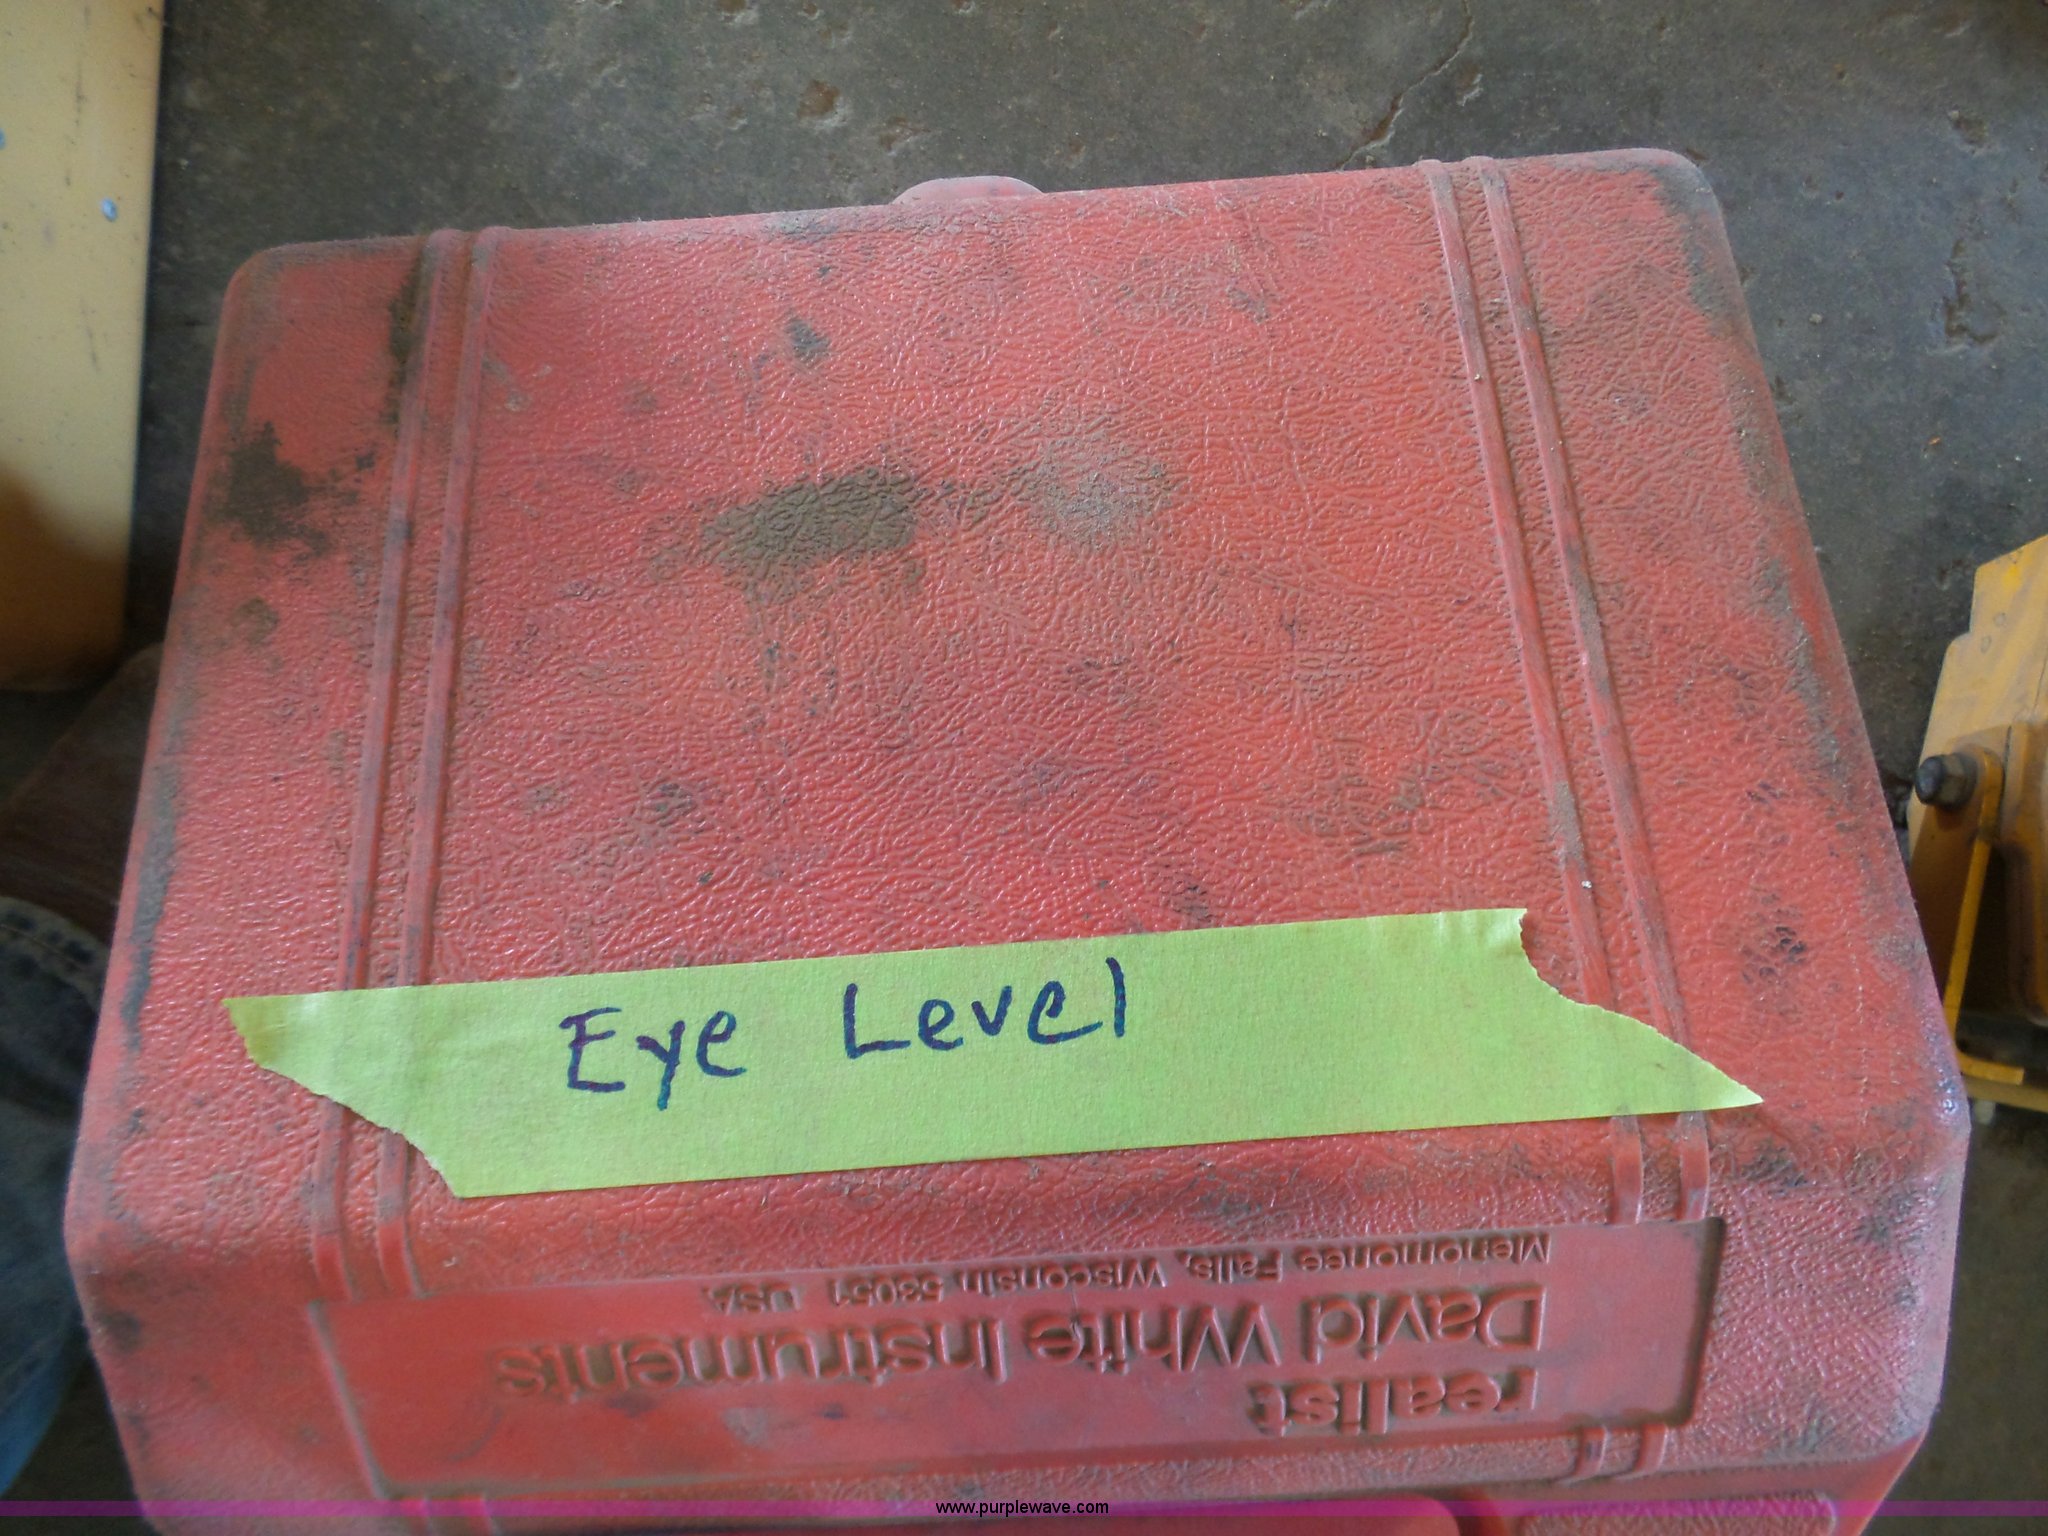 Eye Level
realist
David White Instruments
Menomonee Falls, Wisconsin 53051 USA
www.purplewave.com